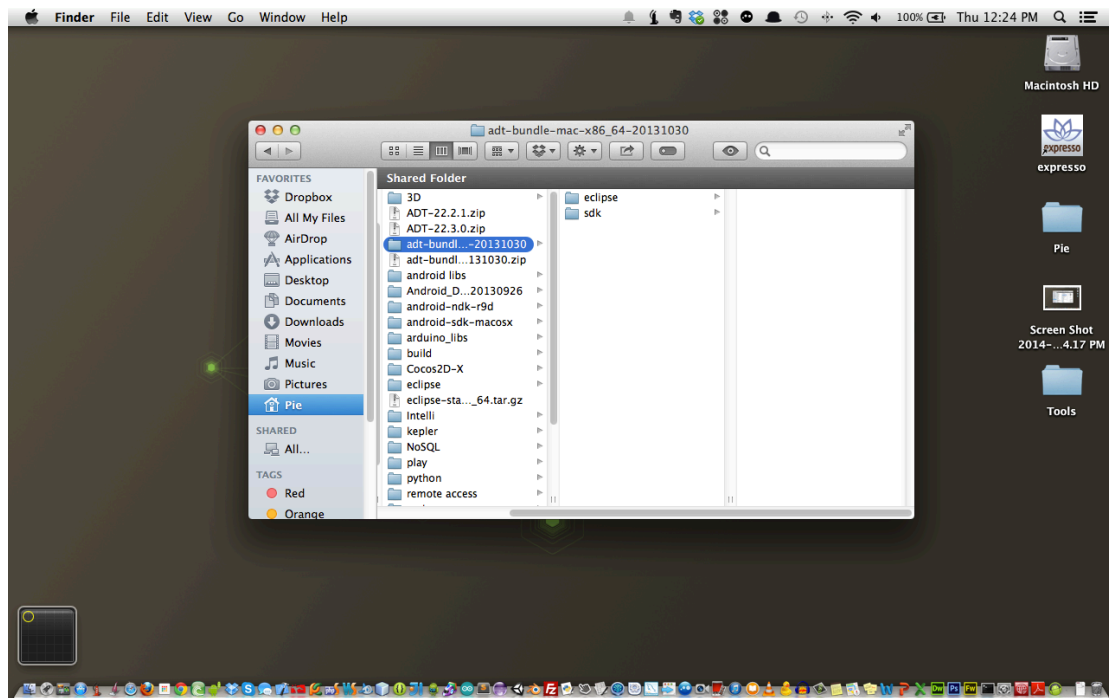 Finder File Edit View Go Window Help 100% Thu 12:24 PM
adt-bundle-mac-x86_64-20131030
FAVORITES
Dropbox
All My Files
AirDrop
Applications
Desktop
Documents
Downloads
Movies
Music
Pictures
Pie
SHARED
All...
TAGS
Red
Orange
Shared Folder
3D
ADT-22.2.1.zip
ADT-22.3.0.zip
adt-bundl...-20131030
adt-bundl...131030.zip
android libs
Android_D...20130926
android-ndk-r9d
android-sdk-macosx
arduino_libs
build
Cocos2D-X
eclipse
eclipse-sta..._64.tar.gz
Intelli
kepler
NoSQL
play
python
remote access
eclipse
sdk
Macintosh HD
expresso
expresso
Pie
Screen Shot
2014-...4.17 PM
Tools
Dw Ps Fw